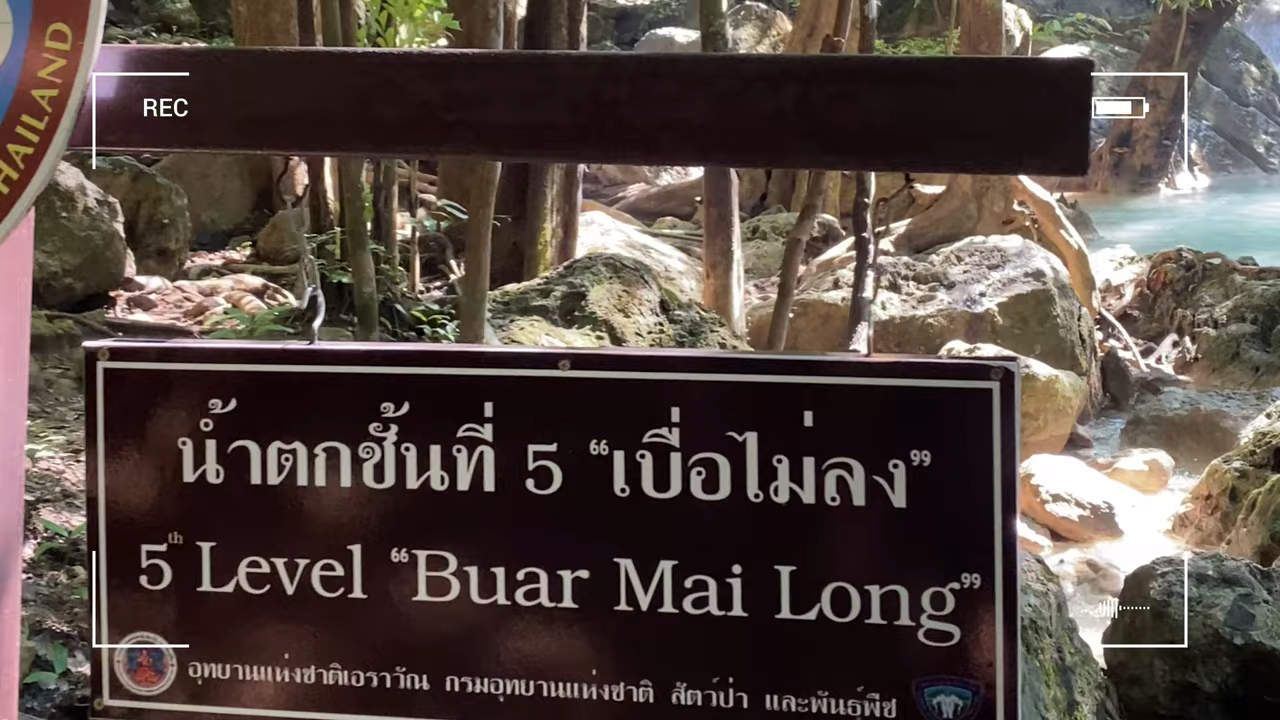 HAILAND
REC
น้ำตกชั้นที่ 5 “เบื่อไม่ลง”
5th Level “Buar Mai Long”
อุทยานแห่งชาติเอราวัณ กรมอุทยานแห่งชาติ สัตว์ป่า และพันธุ์พืช